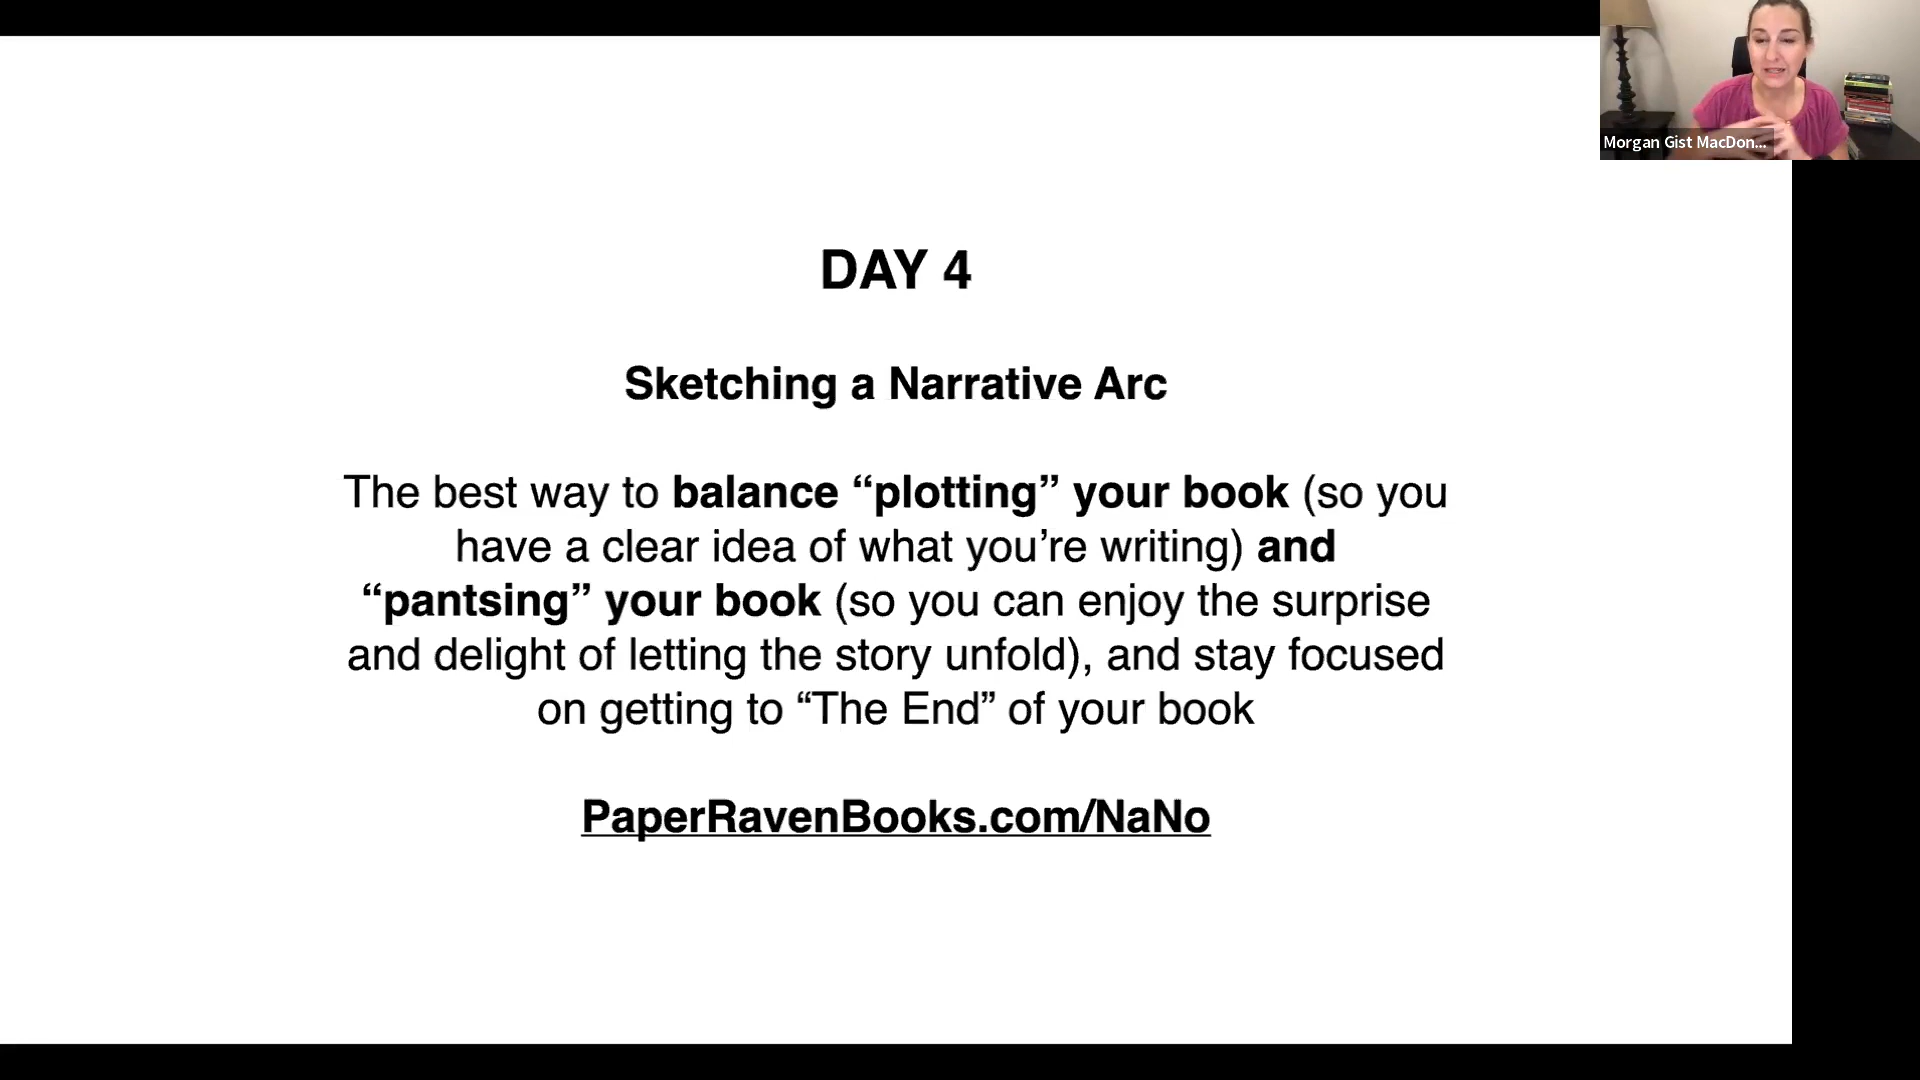 Morgan Gist MacDon...
DAY 4
Sketching a Narrative Arc
The best way to balance “plotting” your book (so you
have a clear idea of what you’re writing) and
“pantsing” your book (so you can enjoy the surprise
and delight of letting the story unfold), and stay focused
on getting to “The End” of your book
PaperRavenBooks.com/NaNo